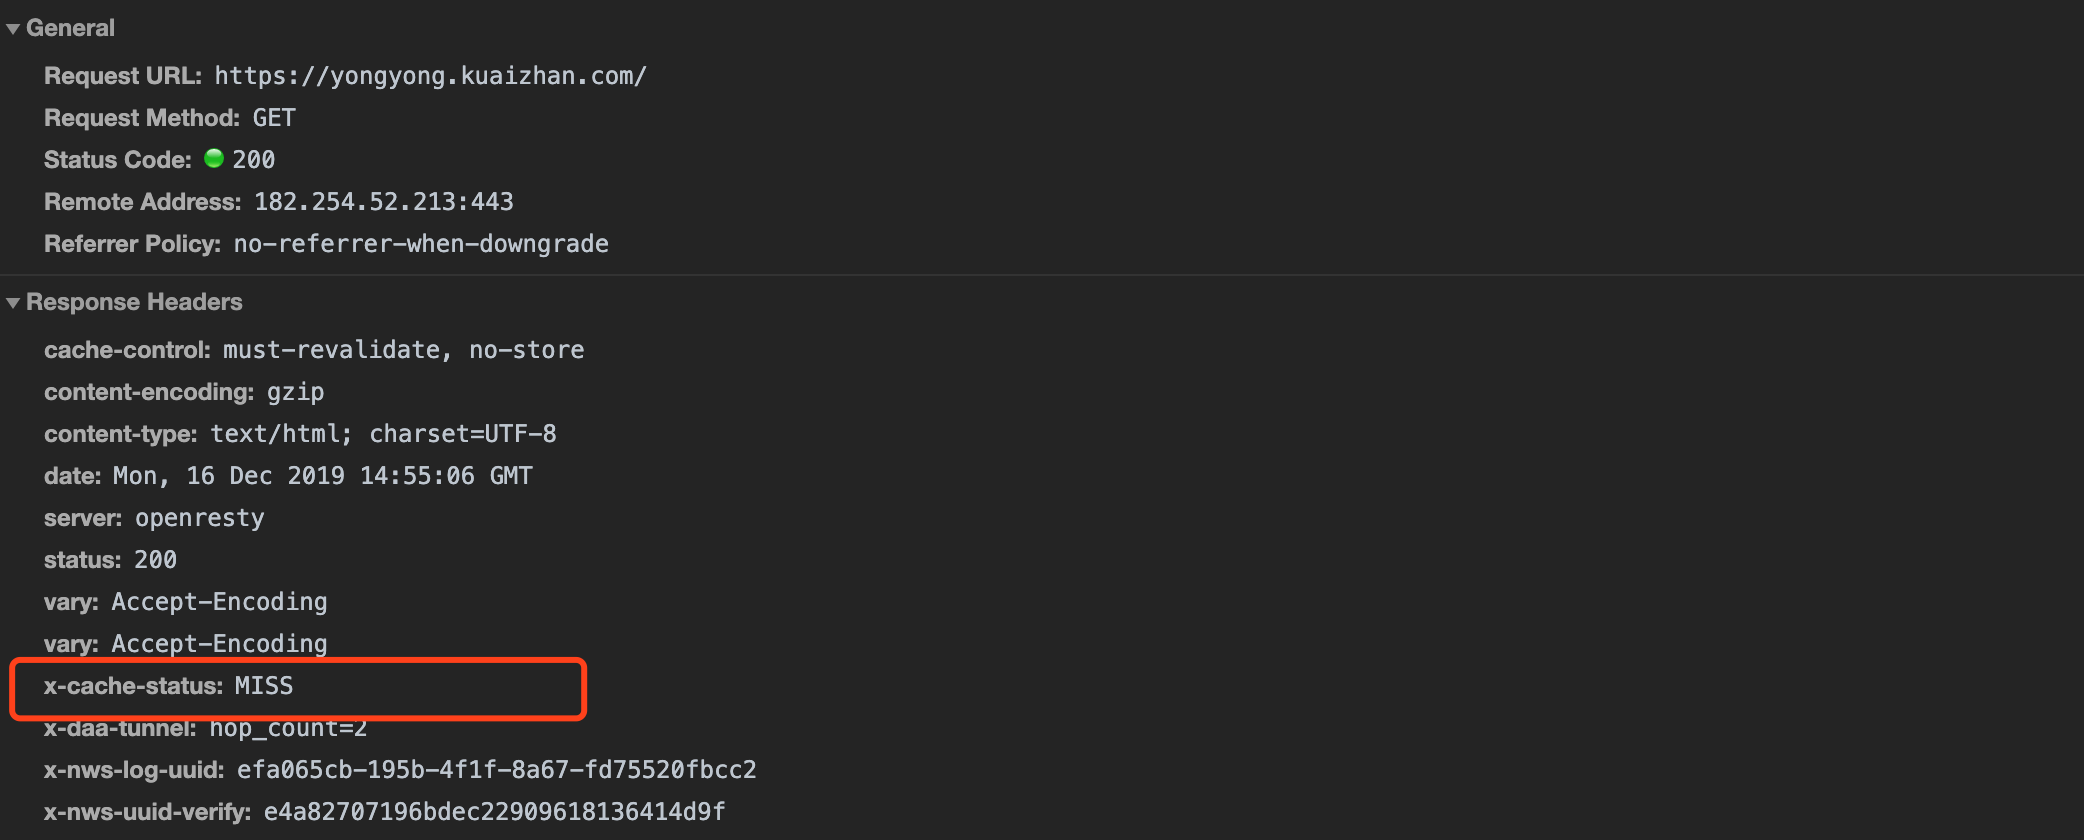 General
Request URL: https://yongyong.kuaizhan.com/
Request Method: GET
Status Code: 200
Remote Address: 182.254.52.213:443
Referrer Policy: no-referrer-when-downgrade
Response Headers
cache-control: must-revalidate, no-store
content-encoding: gzip
content-type: text/html; charset=UTF-8
date: Mon, 16 Dec 2019 14:55:06 GMT
server: openresty
status: 200
vary: Accept-Encoding
vary: Accept-Encoding
x-cache-status: MISS
x-daa-tunnel: hop_count=2
x-nws-log-uuid: efa065cb-195b-4f1f-8a67-fd75520fbcc2
x-nws-uuid-verify: e4a82707196bdec22909618136414d9f